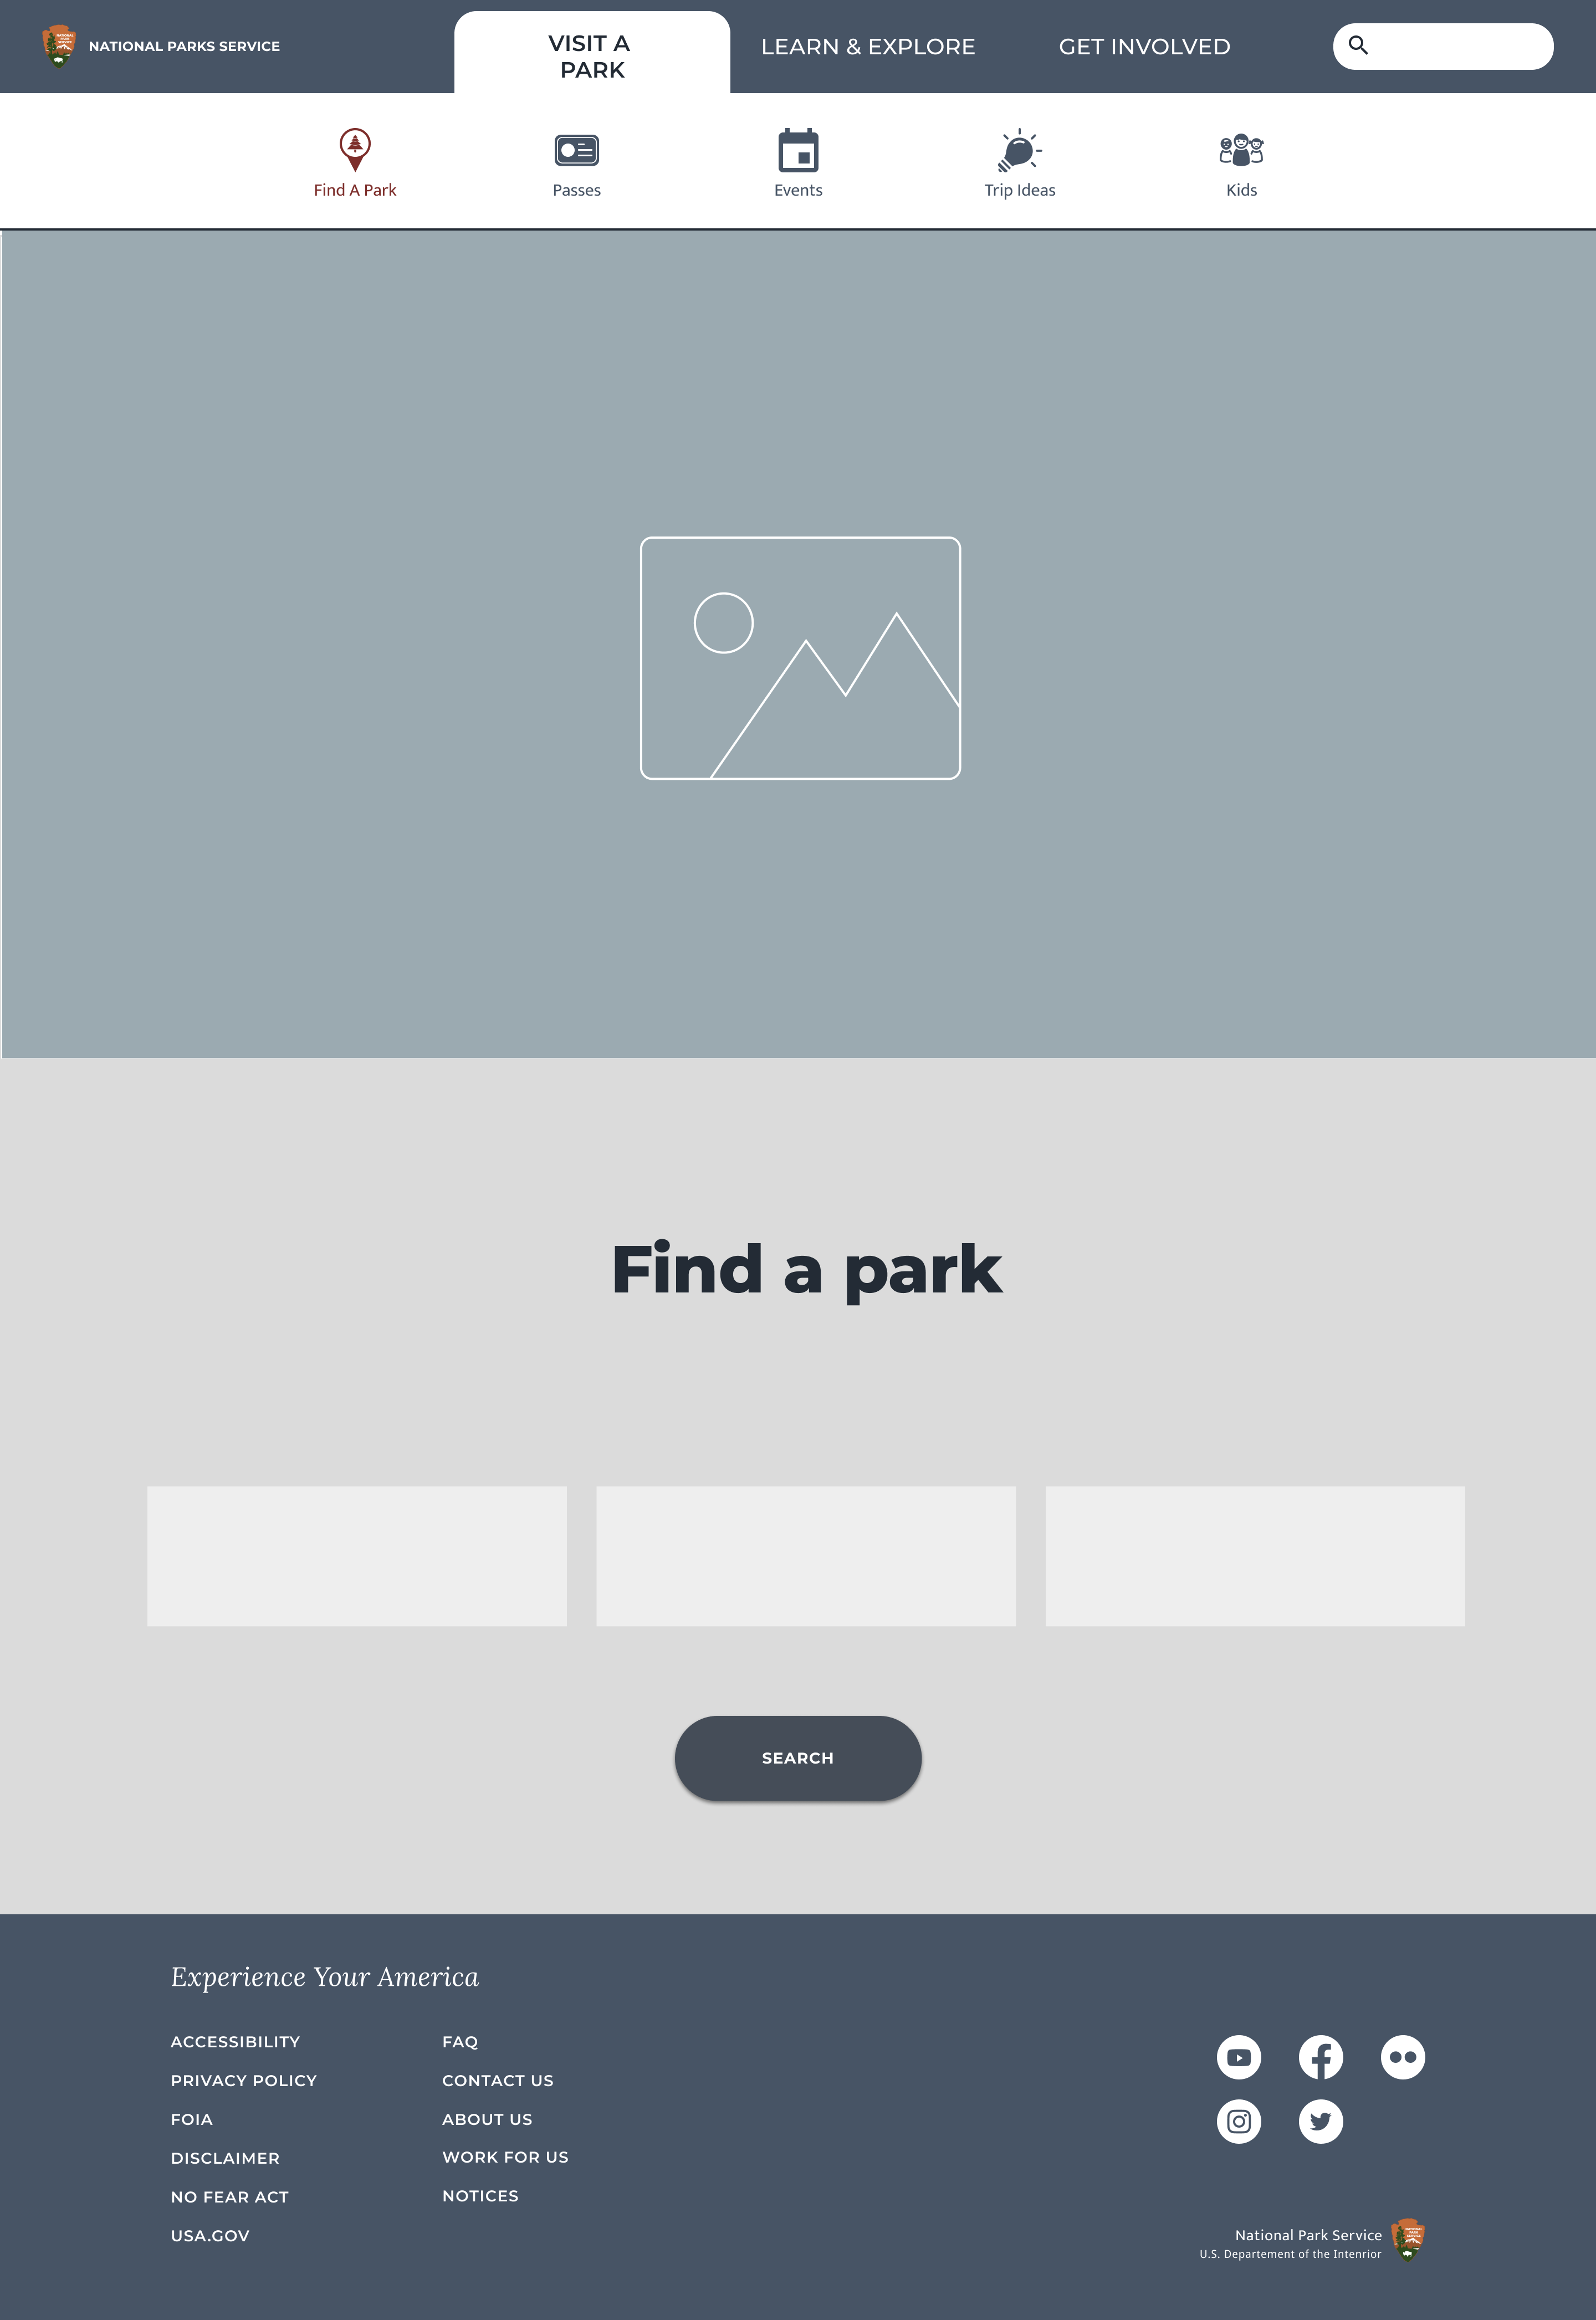 NATIONAL PARKS SERVICE
VISIT A
PARK
LEARN & EXPLORE
GET INVOLVED
Find A Park
Passes
Events
Trip Ideas
Kids
Find a park
SEARCH
Experience Your America
ACCESSIBILITY
PRIVACY POLICY
FOIA
DISCLAIMER
NO FEAR ACT
USA.GOV
FAQ
CONTACT US
ABOUT US
WORK FOR US
NOTICES
National Park Service
U.S. Departement of the Intenrior